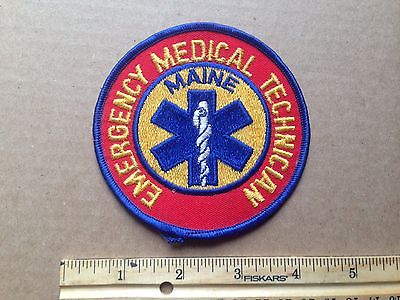 EMERGENCY MEDICAL TECHNICIAN
MAINE
1 2 3 4 5
FISKARS